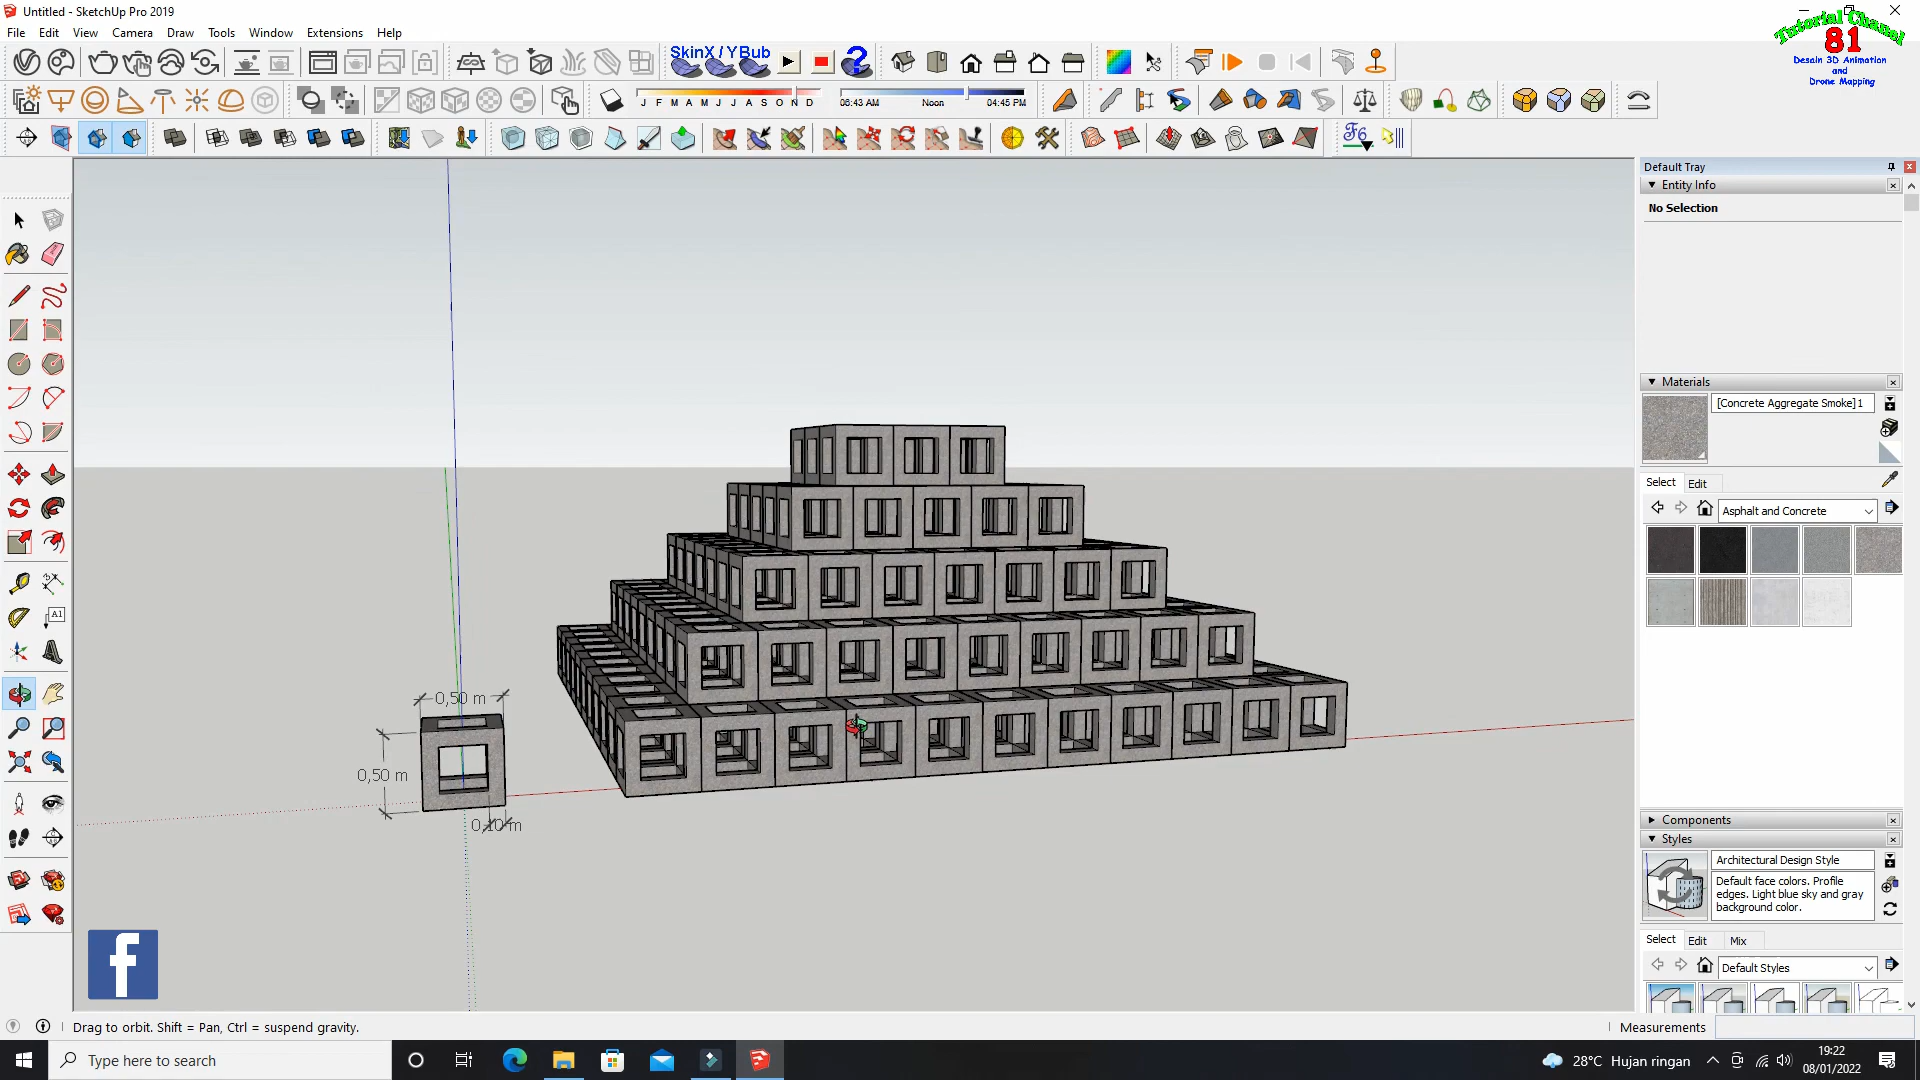 Untitled - SketchUp Pro 2019
File Edit View Camera Draw Tools Window Extensions Help
Tutorial Channel
81
Desain 3D Animation
and
Drone Mapping
SkinX / YBub
J F M A M J J A S O N D
06:43 AM Noon 04:45 PM
F6
Default Tray
Entity Info
No Selection
Materials
[Concrete Aggregate Smoke]1
Select Edit
Asphalt and Concrete
A1
0,50 m
0,50 m
0,10 m
Components
Styles
Architectural Design Style
Default face colors. Profile
edges. Light blue sky and gray
background color.
Select Edit Mix
Default Styles
f
Drag to orbit. Shift = Pan, Ctrl = suspend gravity.
Measurements
Type here to search
28°C Hujan ringan
19:22
08/01/2022